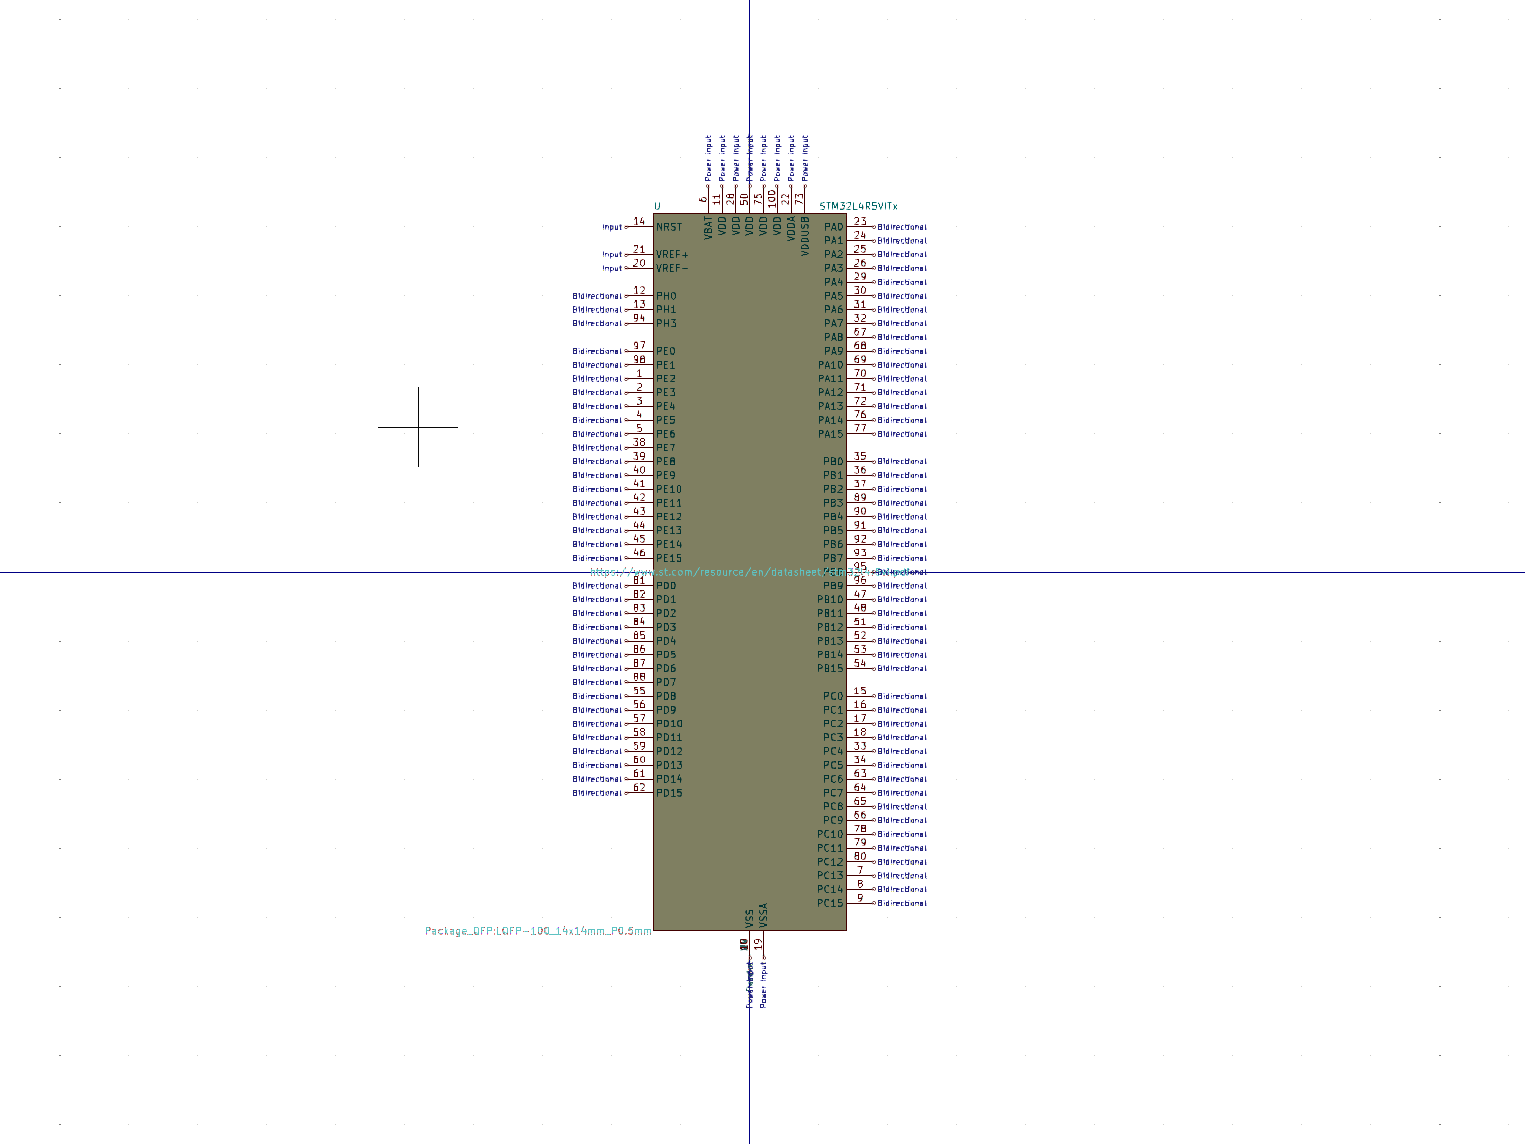 Power Input Power Input Power Input Power Input Power Input Power Input Power Input Power Input
6 11 28 50 75 100 22 73
U STM32L4R5VITx
VBAT VDD VDD VDD VDD VDD VDDA VDDUSB
Input 14 NRST PA0 23 Bidirectional
PA1 24 Bidirectional
Input 21 VREF+ PA2 25 Bidirectional
Input 20 VREF- PA3 26 Bidirectional
PA4 29 Bidirectional
Bidirectional 12 PH0 PA5 30 Bidirectional
Bidirectional 13 PH1 PA6 31 Bidirectional
Bidirectional 94 PH3 PA7 32 Bidirectional
PA8 67 Bidirectional
Bidirectional 97 PE0 PA9 68 Bidirectional
Bidirectional 98 PE1 PA10 69 Bidirectional
Bidirectional 1 PE2 PA11 70 Bidirectional
Bidirectional 2 PE3 PA12 71 Bidirectional
Bidirectional 3 PE4 PA13 72 Bidirectional
Bidirectional 4 PE5 PA14 76 Bidirectional
Bidirectional 5 PE6 PA15 77 Bidirectional
Bidirectional 38 PE7
Bidirectional 39 PE8 PB0 35 Bidirectional
Bidirectional 40 PE9 PB1 36 Bidirectional
Bidirectional 41 PE10 PB2 37 Bidirectional
Bidirectional 42 PE11 PB3 89 Bidirectional
Bidirectional 43 PE12 PB4 90 Bidirectional
Bidirectional 44 PE13 PB5 91 Bidirectional
Bidirectional 45 PE14 PB6 92 Bidirectional
Bidirectional 46 PE15 PB7 93 Bidirectional
https://www.st.com/resource/en/datasheet 95
Bidirectional 81 PD0 PB9 96 Bidirectional
Bidirectional 82 PD1 PB10 47 Bidirectional
Bidirectional 83 PD2 PB11 48 Bidirectional
Bidirectional 84 PD3 PB12 51 Bidirectional
Bidirectional 85 PD4 PB13 52 Bidirectional
Bidirectional 86 PD5 PB14 53 Bidirectional
Bidirectional 87 PD6 PB15 54 Bidirectional
Bidirectional 88 PD7
Bidirectional 55 PD8 PC0 15 Bidirectional
Bidirectional 56 PD9 PC1 16 Bidirectional
Bidirectional 57 PD10 PC2 17 Bidirectional
Bidirectional 58 PD11 PC3 18 Bidirectional
Bidirectional 59 PD12 PC4 33 Bidirectional
Bidirectional 60 PD13 PC5 34 Bidirectional
Bidirectional 61 PD14 PC6 63 Bidirectional
Bidirectional 62 PD15 PC7 64 Bidirectional
PC8 65 Bidirectional
PC9 66 Bidirectional
PC10 78 Bidirectional
PC11 79 Bidirectional
PC12 80 Bidirectional
PC13 7 Bidirectional
PC14 8 Bidirectional
PC15 9 Bidirectional
VSS VSSA
Package_QFP:LQFP-100_14x14mm_P0.5mm
19
Power Input